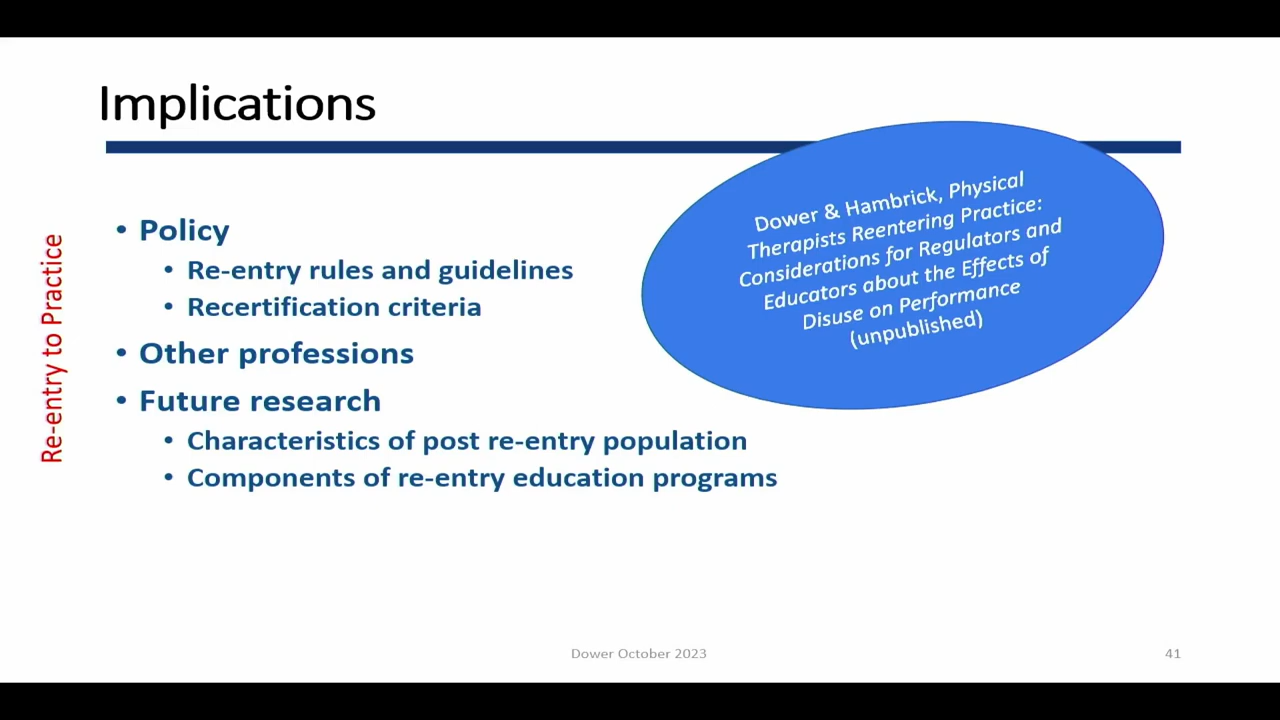 Implications
Re-entry to Practice
• Policy
• Re-entry rules and guidelines
• Recertification criteria
• Other professions
• Future research
• Characteristics of post re-entry population
• Components of re-entry education programs
Dower & Hambrick, Physical
Therapists Reentering Practice:
Considerations for Regulators and
Educators about the Effects of
Disuse on Performance
(unpublished)
Dower October 2023
41